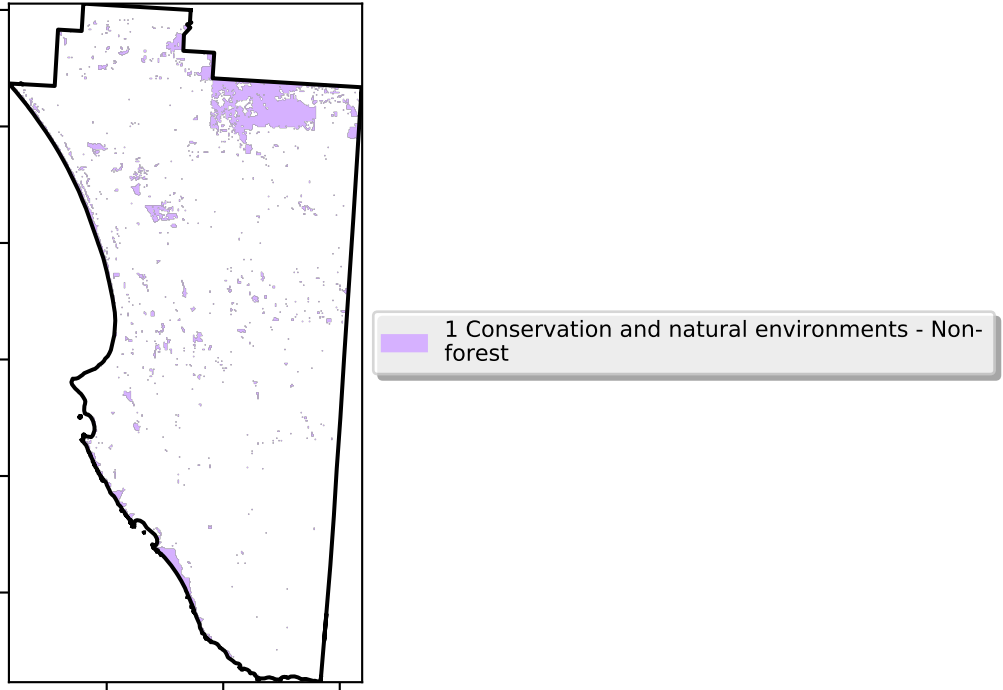 1 Conservation and natural environments - Non-
forest